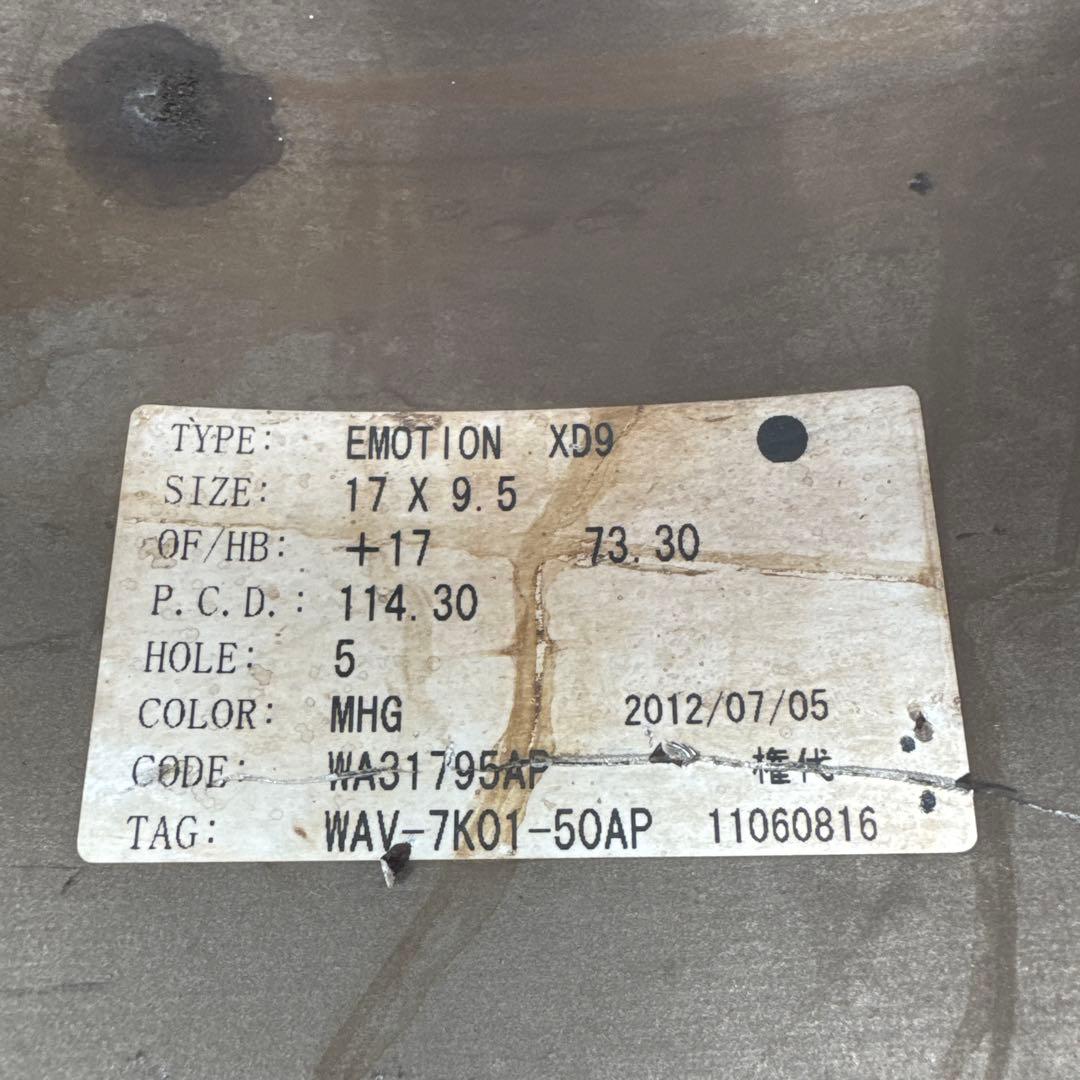 TYPE: EMOTION XD9
SIZE: 17 X 9.5
OF/HB: +17 73.30
P.C.D.: 114.30
HOLE: 5
COLOR: MHG 2012/07/05
CODE: WA31795AP 権代
TAG: WAV-7K01-50AP 11060816